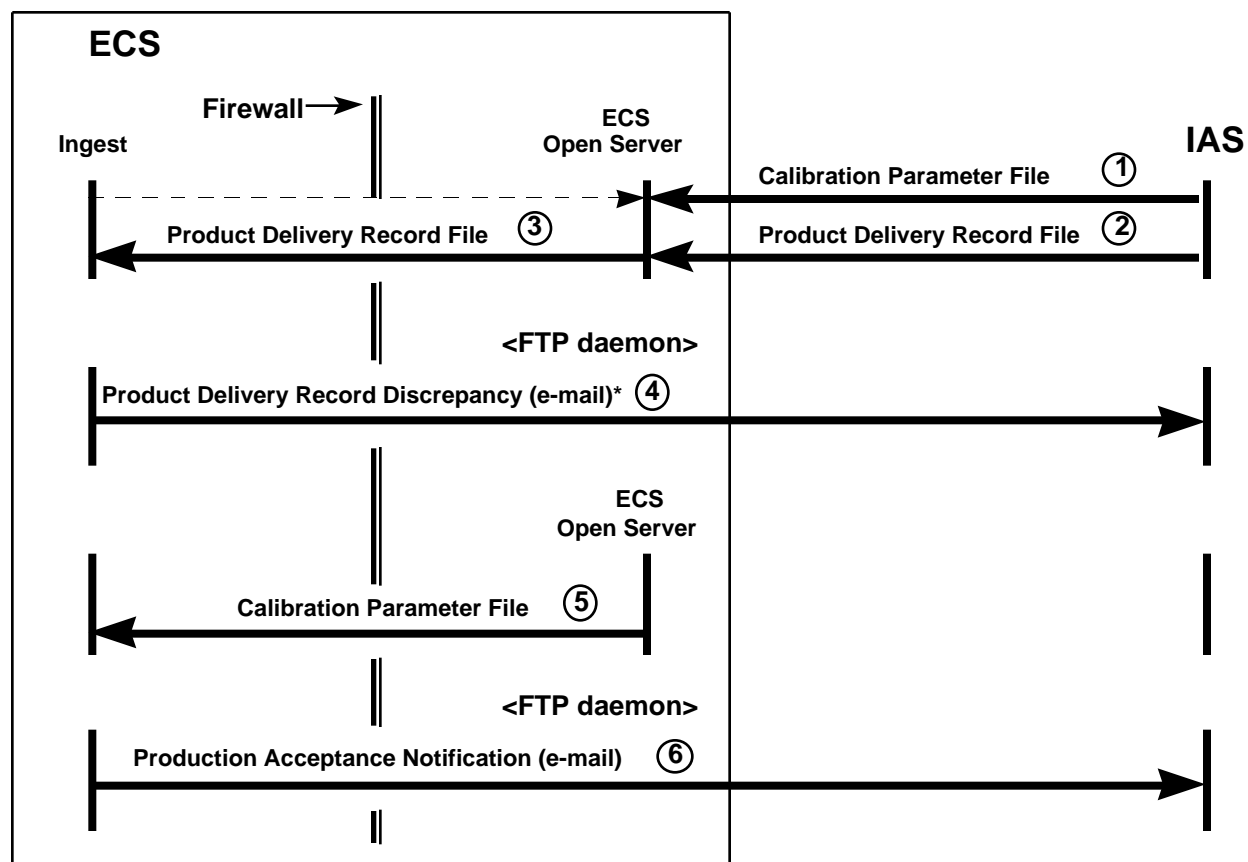 ECS
Firewall
ECS
Open Server
Ingest
IAS
Calibration Parameter File 1
Product Delivery Record File 3
Product Delivery Record File 2
<FTP daemon>
Product Delivery Record Discrepancy (e-mail)* 4
ECS
Open Server
Calibration Parameter File 5
<FTP daemon>
Production Acceptance Notification (e-mail) 6